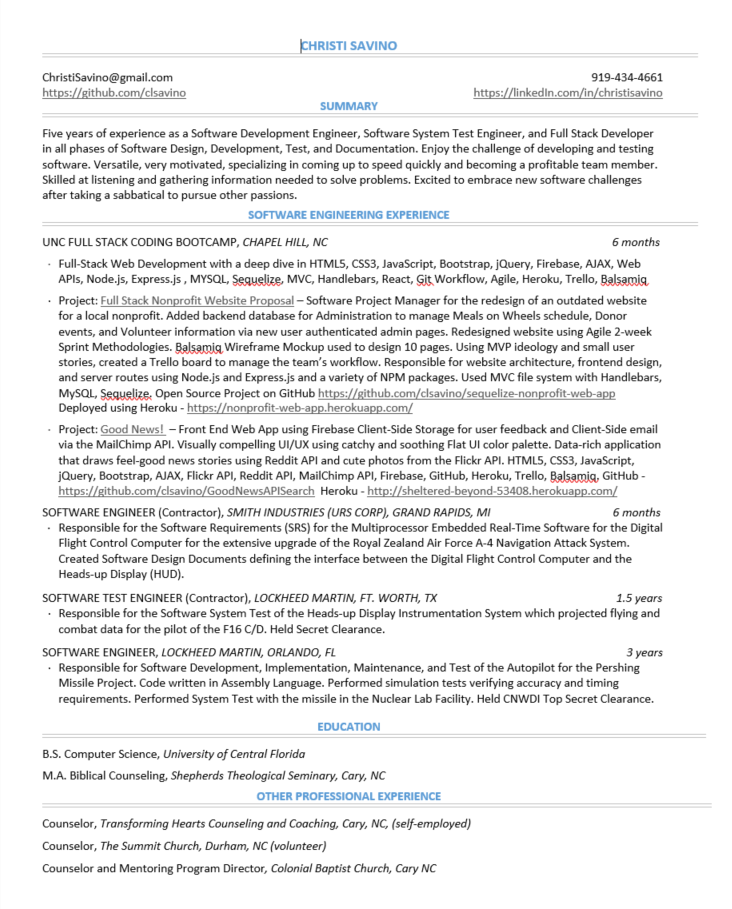 CHRISTI SAVINO
ChristiSavino@gmail.com 919-434-4661
https://github.com/clsavino https://linkedIn.com/in/christisavino
SUMMARY
Five years of experience as a Software Development Engineer, Software System Test Engineer, and Full Stack Developer
in all phases of Software Design, Development, Test, and Documentation. Enjoy the challenge of developing and testing
software. Versatile, very motivated, specializing in coming up to speed quickly and becoming a profitable team member.
Skilled at listening and gathering information needed to solve problems. Excited to embrace new software challenges
after taking a sabbatical to pursue other passions.
SOFTWARE ENGINEERING EXPERIENCE
UNC FULL STACK CODING BOOTCAMP, CHAPEL HILL, NC 6 months
· Full-Stack Web Development with a deep dive in HTML5, CSS3, JavaScript, Bootstrap, jQuery, Firebase, AJAX, Web
APIs, Node.js, Express.js , MYSQL, Sequelize, MVC, Handlebars, React, Git Workflow, Agile, Heroku, Trello, Balsamiq
· Project: Full Stack Nonprofit Website Proposal – Software Project Manager for the redesign of an outdated website
for a local nonprofit. Added backend database for Administration to manage Meals on Wheels schedule, Donor
events, and Volunteer information via new user authenticated admin pages. Redesigned website using Agile 2-week
Sprint Methodologies. Balsamiq Wireframe Mockup used to design 10 pages. Using MVP ideology and small user
stories, created a Trello board to manage the team's workflow. Responsible for website architecture, frontend design,
and server routes using Node.js and Express.js and a variety of NPM packages. Used MVC file system with Handlebars,
MySQL, Sequelize. Open Source Project on GitHub https://github.com/clsavino/sequelize-nonprofit-web-app
Deployed using Heroku - https://nonprofit-web-app.herokuapp.com/
· Project: Good News! – Front End Web App using Firebase Client-Side Storage for user feedback and Client-Side email
via the MailChimp API. Visually compelling UI/UX using catchy and soothing Flat UI color palette. Data-rich application
that draws feel-good news stories using Reddit API and cute photos from the Flickr API. HTML5, CSS3, JavaScript,
jQuery, Bootstrap, AJAX, Flickr API, Reddit API, MailChimp API, Firebase, GitHub, Heroku, Trello, Balsamiq, GitHub -
https://github.com/clsavino/GoodNewsAPISearch Heroku - http://sheltered-beyond-53408.herokuapp.com/
SOFTWARE ENGINEER (Contractor), SMITH INDUSTRIES (URS CORP), GRAND RAPIDS, MI 6 months
· Responsible for the Software Requirements (SRS) for the Multiprocessor Embedded Real-Time Software for the Digital
Flight Control Computer for the extensive upgrade of the Royal Zealand Air Force A-4 Navigation Attack System.
Created Software Design Documents defining the interface between the Digital Flight Control Computer and the
Heads-up Display (HUD).
SOFTWARE TEST ENGINEER (Contractor), LOCKHEED MARTIN, FT. WORTH, TX 1.5 years
· Responsible for the Software System Test of the Heads-up Display Instrumentation System which projected flying and
combat data for the pilot of the F16 C/D. Held Secret Clearance.
SOFTWARE ENGINEER, LOCKHEED MARTIN, ORLANDO, FL 3 years
· Responsible for Software Development, Implementation, Maintenance, and Test of the Autopilot for the Pershing
Missile Project. Code written in Assembly Language. Performed simulation tests verifying accuracy and timing
requirements. Performed System Test with the missile in the Nuclear Lab Facility. Held CNWDI Top Secret Clearance.
EDUCATION
B.S. Computer Science, University of Central Florida
M.A. Biblical Counseling, Shepherds Theological Seminary, Cary, NC
OTHER PROFESSIONAL EXPERIENCE
Counselor, Transforming Hearts Counseling and Coaching, Cary, NC, (self-employed)
Counselor, The Summit Church, Durham, NC (volunteer)
Counselor and Mentoring Program Director, Colonial Baptist Church, Cary NC